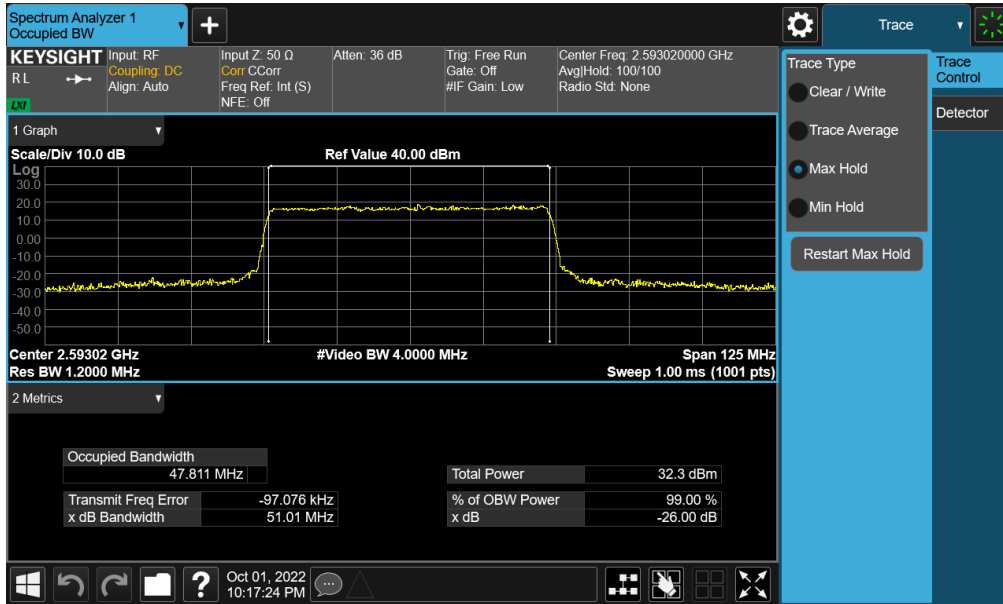 Spectrum Analyzer 1
Occupied BW
+
Trace
KEYSIGHT
R L
LXI
Input: RF
Coupling: DC
Align: Auto
Input Z: 50 Ω
Corr CCorr
Freq Ref: Int (S)
NFE: Off
Atten: 36 dB
Trig: Free Run
Gate: Off
#IF Gain: Low
Center Freq: 2.593020000 GHz
Avg|Hold: 100/100
Radio Std: None
Trace Type
Clear / Write
Trace Average
Max Hold
Min Hold
Restart Max Hold
Trace
Control
Detector
1 Graph
Scale/Div 10.0 dB
Ref Value 40.00 dBm
Log
30.0
20.0
10.0
0.00
-10.0
-20.0
-30.0
-40.0
-50.0
Center 2.59302 GHz
#Video BW 4.0000 MHz
Span 125 MHz
Res BW 1.2000 MHz
Sweep 1.00 ms (1001 pts)
2 Metrics
Occupied Bandwidth
47.811 MHz
Total Power 32.3 dBm
Transmit Freq Error -97.076 kHz
% of OBW Power 99.00 %
x dB Bandwidth 51.01 MHz
x dB -26.00 dB
?
Oct 01, 2022
10:17:24 PM